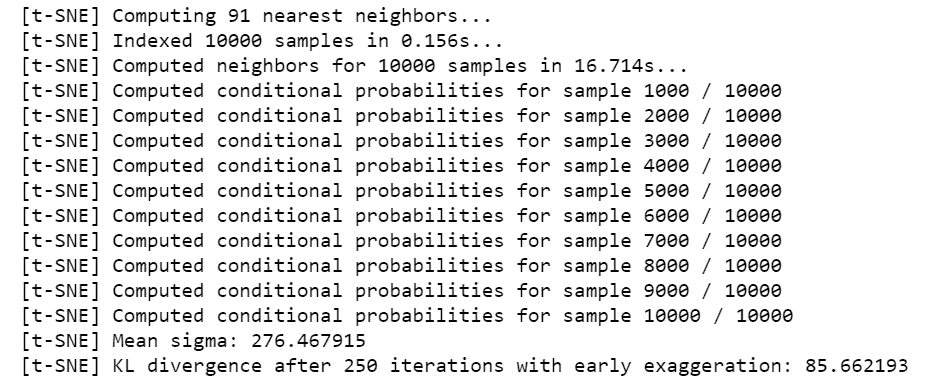 [t-SNE] Computing 91 nearest neighbors...
[t-SNE] Indexed 10000 samples in 0.156s...
[t-SNE] Computed neighbors for 10000 samples in 16.714s...
[t-SNE] Computed conditional probabilities for sample 1000 / 10000
[t-SNE] Computed conditional probabilities for sample 2000 / 10000
[t-SNE] Computed conditional probabilities for sample 3000 / 10000
[t-SNE] Computed conditional probabilities for sample 4000 / 10000
[t-SNE] Computed conditional probabilities for sample 5000 / 10000
[t-SNE] Computed conditional probabilities for sample 6000 / 10000
[t-SNE] Computed conditional probabilities for sample 7000 / 10000
[t-SNE] Computed conditional probabilities for sample 8000 / 10000
[t-SNE] Computed conditional probabilities for sample 9000 / 10000
[t-SNE] Computed conditional probabilities for sample 10000 / 10000
[t-SNE] Mean sigma: 276.467915
[t-SNE] KL divergence after 250 iterations with early exaggeration: 85.662193